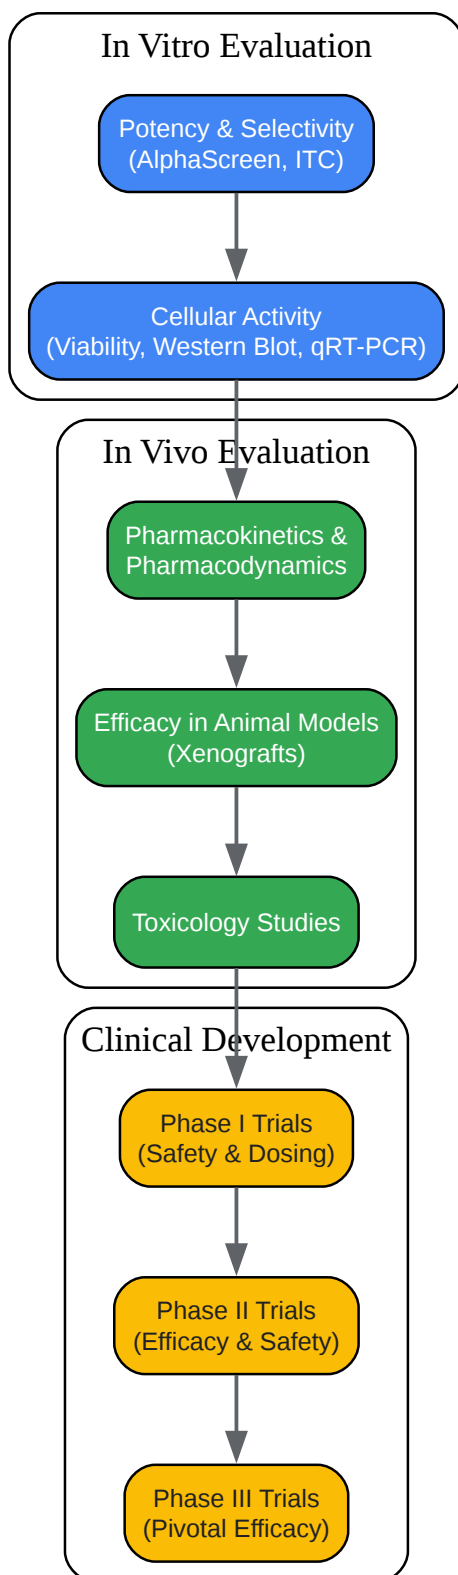 In Vitro Evaluation
Potency & Selectivity
(AlphaScreen, ITC)
Cellular Activity
(Viability, Western Blot, qRT-PCR)
In Vivo Evaluation
Pharmacokinetics &
Pharmacodynamics
Efficacy in Animal Models
(Xenografts)
Toxicology Studies
Clinical Development
Phase I Trials
(Safety & Dosing)
Phase II Trials
(Efficacy & Safety)
Phase III Trials
(Pivotal Efficacy)